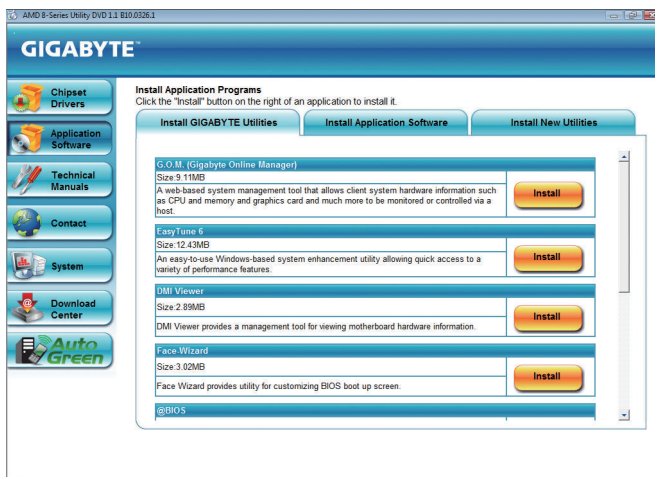 AMD 8-Series Utility DVD 1.1 B10.0326.1
GIGABYTE™
Chipset
Drivers
Application
Software
Technical
Manuals
Contact
System
Download
Center
Auto
Green
Install Application Programs
Click the "Install" button on the right of an application to install it.
Install GIGABYTE Utilities
Install Application Software
Install New Utilities
G.O.M. (Gigabyte Online Manager)
Size:9.11MB
A web-based system management tool that allows client system hardware information such
as CPU and memory and graphics card and much more to be monitored or controlled via a
host.
Install
EasyTune 6
Size:12.43MB
An easy-to-use Windows-based system enhancement utility allowing quick access to a
variety of performance features.
Install
DMI Viewer
Size:2.89MB
DMI Viewer provides a management tool for viewing motherboard hardware information.
Install
Face-Wizard
Size:3.02MB
Face Wizard provides utility for customizing BIOS boot up screen.
Install
@BIOS